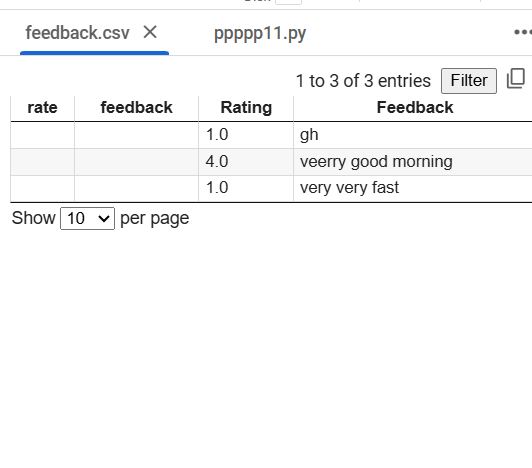 feedback.csv ppppp11.py
1 to 3 of 3 entries Filter
rate feedback Rating Feedback
1.0 gh
4.0 veerry good morning
1.0 very very fast
Show 10 per page